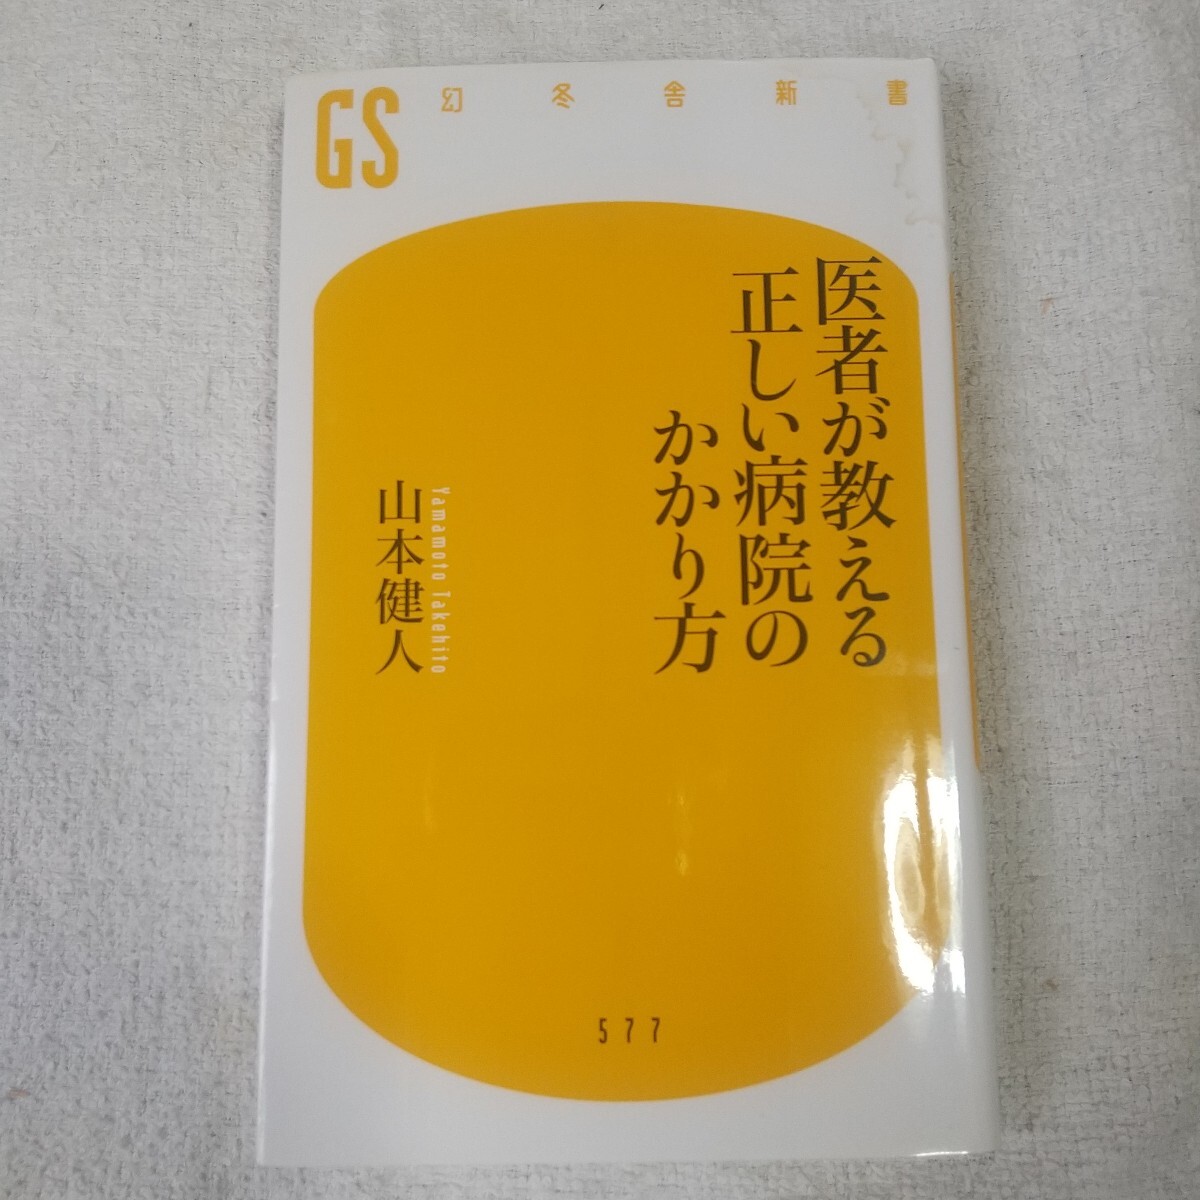 GS 幻冬舎新書
医者が教える
正しい病院の
かかり方
山本健人
Yamamoto Takehito
577